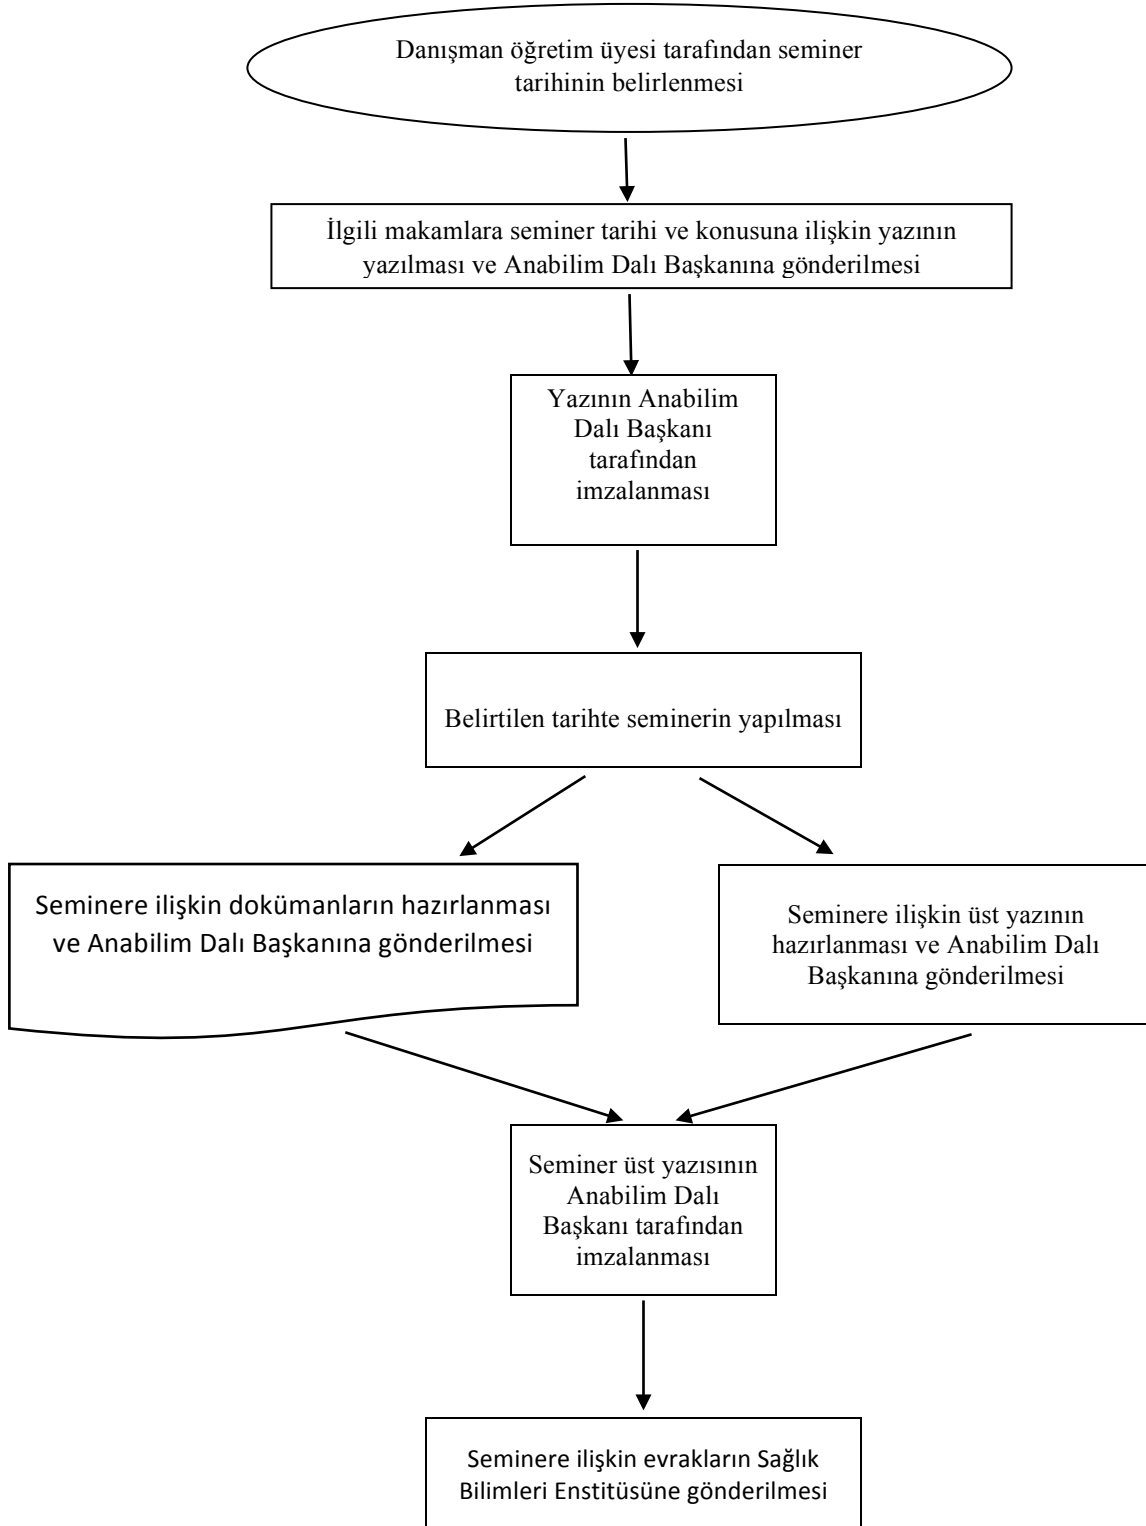 Danışman öğretim üyesi tarafından seminer
tarihinin belirlenmesi
İlgili makamlara seminer tarihi ve konusuna ilişkin yazının
yazılması ve Anabilim Dalı Başkanına gönderilmesi
Yazının Anabilim
Dalı Başkanı
tarafından
imzalanması
Belirtilen tarihte seminerin yapılması
Seminere ilişkin dokümanların hazırlanması
ve Anabilim Dalı Başkanına gönderilmesi
Seminere ilişkin üst yazının
hazırlanması ve Anabilim Dalı
Başkanına gönderilmesi
Seminer üst yazısının
Anabilim Dalı
Başkanı tarafından
imzalanması
Seminere ilişkin evrakların Sağlık
Bilimleri Enstitüsüne gönderilmesi